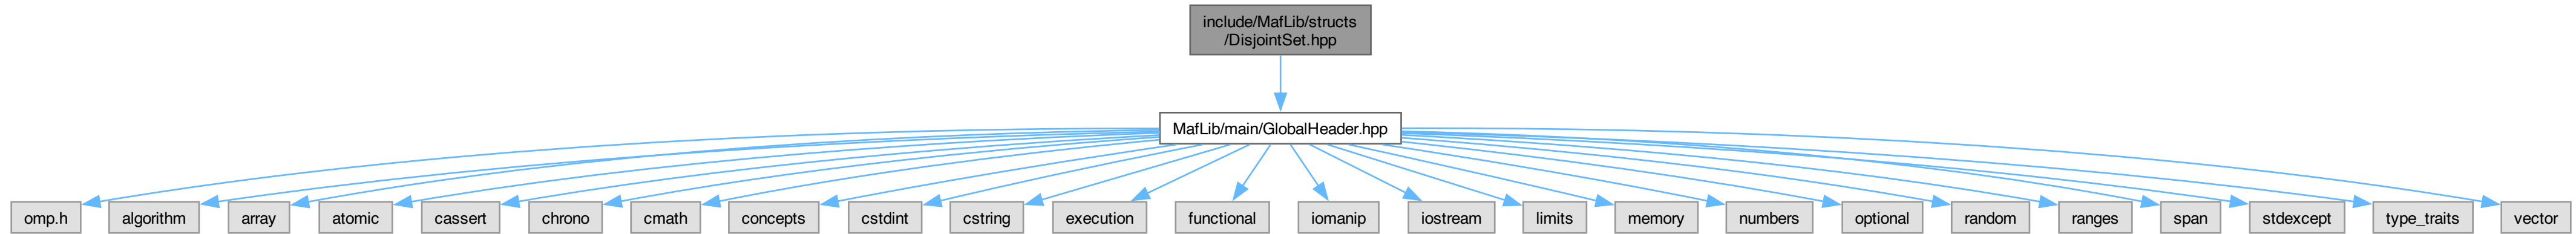 include/MafLib/structs
/DisjointSet.hpp
MafLib/main/GlobalHeader.hpp
omp.h
algorithm
array
atomic
cassert
chrono
cmath
concepts
cstdint
cstring
execution
functional
iomanip
iostream
limits
memory
numbers
optional
random
ranges
span
stdexcept
type_traits
vector